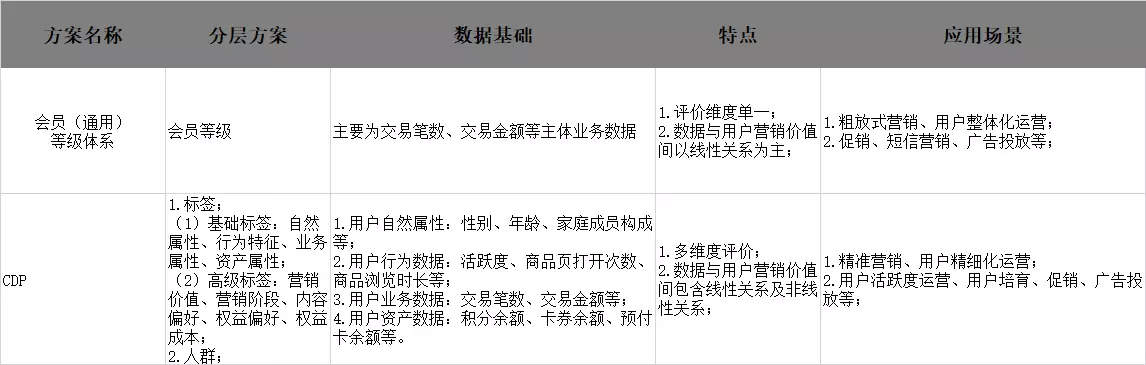 方案名称 分层方案 数据基础 特点 应用场景
会员（通用）
等级体系
会员等级
主要为交易笔数、交易金额等主体业务数据
1.评价维度单一；
2.数据与用户营销价值
间以线性关系为主；
1.粗放式营销、用户整体化运营；
2.促销、短信营销、广告投放等；
CDP
1.标签；
（1）基础标签：自然
属性、行为特征、业务
属性、资产属性；
（2）高级标签：营销
价值、营销阶段、内容
偏好、权益偏好、权益
成本；
2.人群；
1.用户自然属性：性别、年龄、家庭成员构成
等；
2.用户行为数据：活跃度、商品页打开次数、
商品浏览时长等；
3.用户业务数据：交易笔数、交易金额等；
4.用户资产数据：积分余额、卡券余额、预付
卡余额等。
1.多维度评价；
2.数据与用户营销价值
间包含线性关系及非线
性关系；
1.精准营销、用户精细化运营；
2.用户活跃度运营、用户培育、促销、广告投
放等；